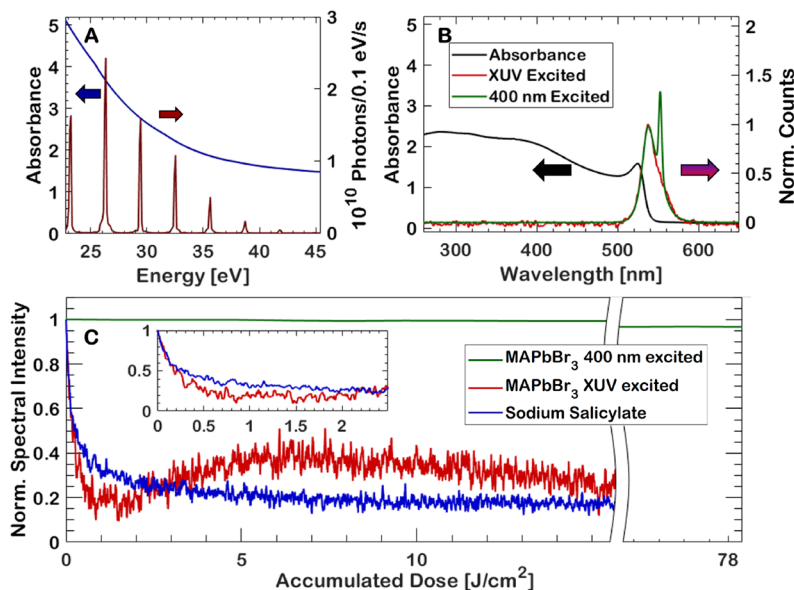 A
5
4
3
2
1
0
Absorbance
3
2
1
0
10^10 Photons/0.1 eV/s
25 30 35 40 45
Energy [eV]
B
Absorbance
XUV Excited
400 nm Excited
5
4
3
2
1
0
Absorbance
2
1.5
1
0.5
0
Norm. Counts
300 400 500 600
Wavelength [nm]
C
1
0.8
0.6
0.4
0.2
0
Norm. Spectral Intensity
1
0.5
0
0 0.5 1 1.5 2
MAPbBr3 400 nm excited
MAPbBr3 XUV excited
Sodium Salicylate
0 5 10 78
Accumulated Dose [J/cm²]